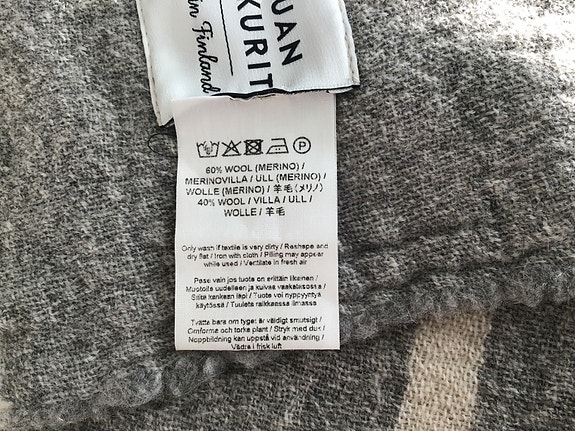 UAN
KURIT
in Finland
60% WOOL (MERINO) /
MERINOVILLA / ULL (MERINO) /
WOLLE (MERINO) / 羊毛 (メリノ)
40% WOOL / VILLA / ULL /
WOLLE / 羊毛
Only wash if textile is very dirty / Reshape and
dry flat / Iron with cloth / Pilling may appear
while used / Ventilate in fresh air
Pese vain jos tuote on erittäin likainen /
Muotoile uudelleen ja kuivaa vaakatasossa /
Silitä kankaan läpi / Tuote voi nyppyyntyä
käytössä / Tuuleta raikkaassa ilmassa
Tvätta bara om tyget är väldigt smutsigt /
Omforma och torka plant / Stryk med duk /
Noppbildning kan uppstå vid användning /
Vädra i frisk luft